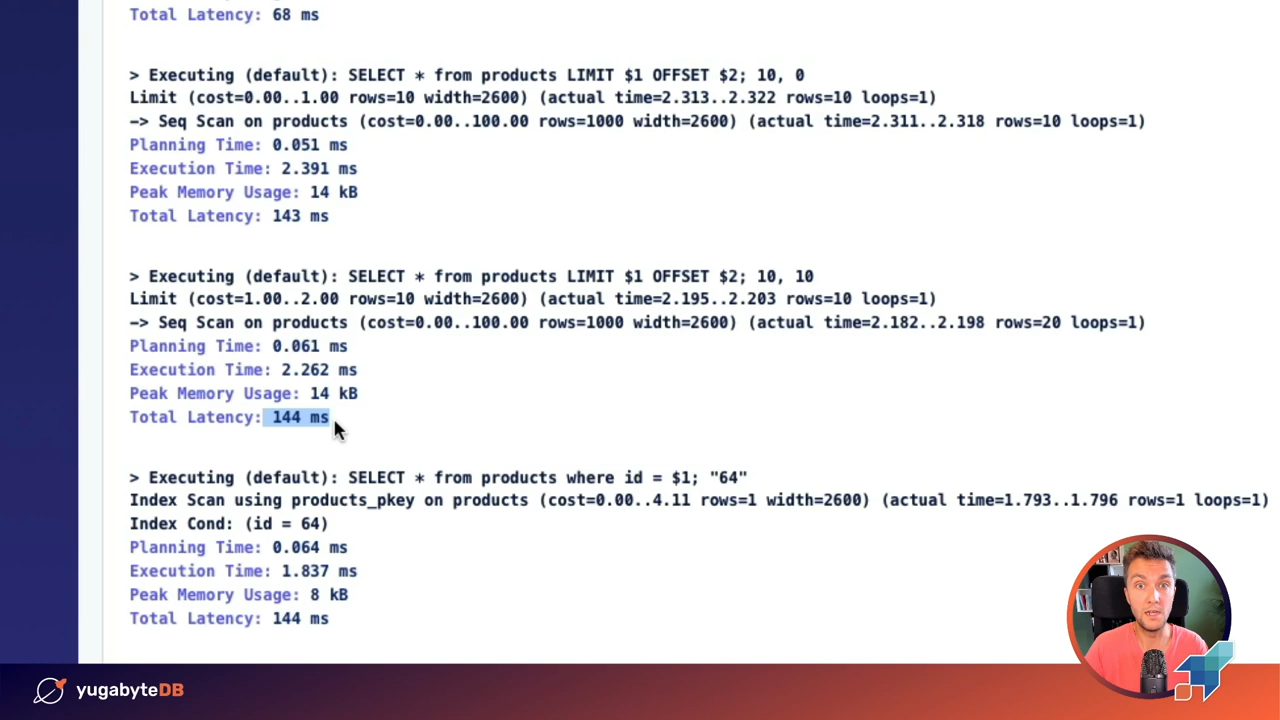 Total Latency: 68 ms
> Executing (default): SELECT * from products LIMIT $1 OFFSET $2; 10, 0
Limit (cost=0.00..1.00 rows=10 width=2600) (actual time=2.313..2.322 rows=10 loops=1)
—> Seq Scan on products (cost=0.00..100.00 rows=1000 width=2600) (actual time=2.311..2.318 rows=10 loops=1)
Planning Time: 0.051 ms
Execution Time: 2.391 ms
Peak Memory Usage: 14 kB
Total Latency: 143 ms
> Executing (default): SELECT * from products LIMIT $1 OFFSET $2; 10, 10
Limit (cost=1.00..2.00 rows=10 width=2600) (actual time=2.195..2.203 rows=10 loops=1)
—> Seq Scan on products (cost=0.00..100.00 rows=1000 width=2600) (actual time=2.182..2.198 rows=20 loops=1)
Planning Time: 0.061 ms
Execution Time: 2.262 ms
Peak Memory Usage: 14 kB
Total Latency: 144 ms
> Executing (default): SELECT * from products where id = $1; "64"
Index Scan using products_pkey on products (cost=0.00..4.11 rows=1 width=2600) (actual time=1.793..1.796 rows=1 loops=1)
Index Cond: (id = 64)
Planning Time: 0.064 ms
Execution Time: 1.837 ms
Peak Memory Usage: 8 kB
Total Latency: 144 ms
yugabyteDB